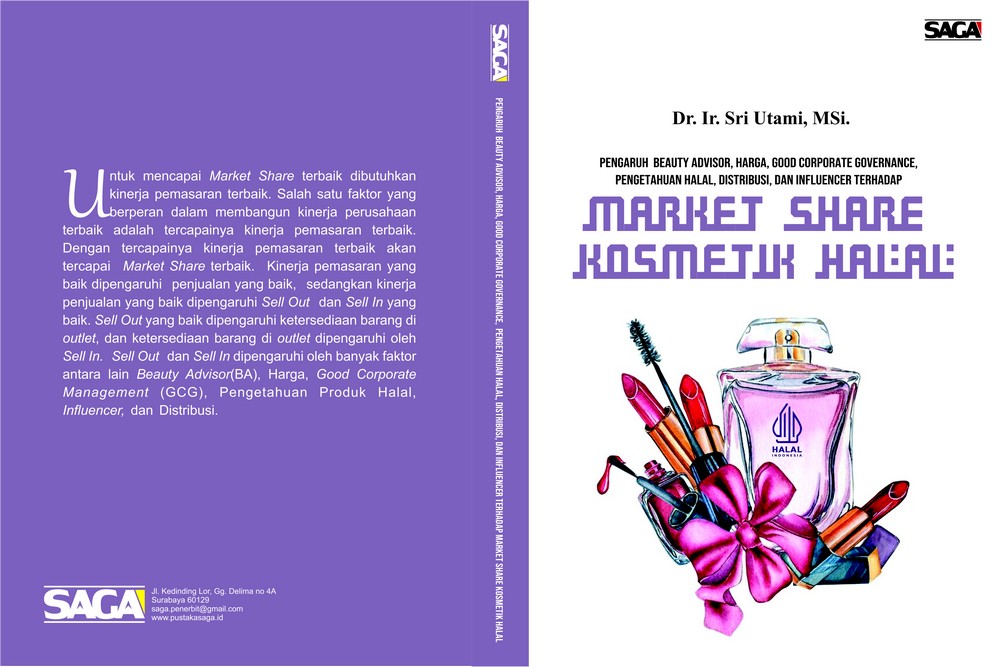 Untuk mencapai Market Share terbaik dibutuhkan
kinerja pemasaran terbaik. Salah satu faktor yang
berperan dalam membangun kinerja perusahaan
terbaik adalah tercapainya kinerja pemasaran terbaik.
Dengan tercapainya kinerja pemasaran terbaik akan
tercapai Market Share terbaik. Kinerja pemasaran yang
baik dipengaruhi penjualan yang baik, sedangkan kinerja
penjualan yang baik dipengaruhi Sell Out dan Sell In yang
baik. Sell Out yang baik dipengaruhi ketersediaan barang di
outlet, dan ketersediaan barang di outlet dipengaruhi oleh
Sell In. Sell Out dan Sell In dipengaruhi oleh banyak faktor
antara lain Beauty Advisor(BA), Harga, Good Corporate
Management (GCG), Pengetahuan Produk Halal,
Influencer, dan Distribusi.
SAGA
Jl. Kedinding Lor, Gg. Delima no 4A
Surabaya 60129
saga.penerbit@gmail.com
www.pustakasaga.id
SAGA
PENGARUH BEAUTY ADVISOR, HARGA, GOOD CORPORATE GOVERNANCE, PENGETAHUAN HALAL, DISTRIBUSI, DAN INFLUENCER TERHADAP MARKET SHARE KOSMETIK HALAL
SAGA
Dr. Ir. Sri Utami, MSi.
PENGARUH BEAUTY ADVISOR, HARGA, GOOD CORPORATE GOVERNANCE,
PENGETAHUAN HALAL, DISTRIBUSI, DAN INFLUENCER TERHADAP
MARKET SHARE
KOSMETIK HALAL
HALAL
INDONESIA